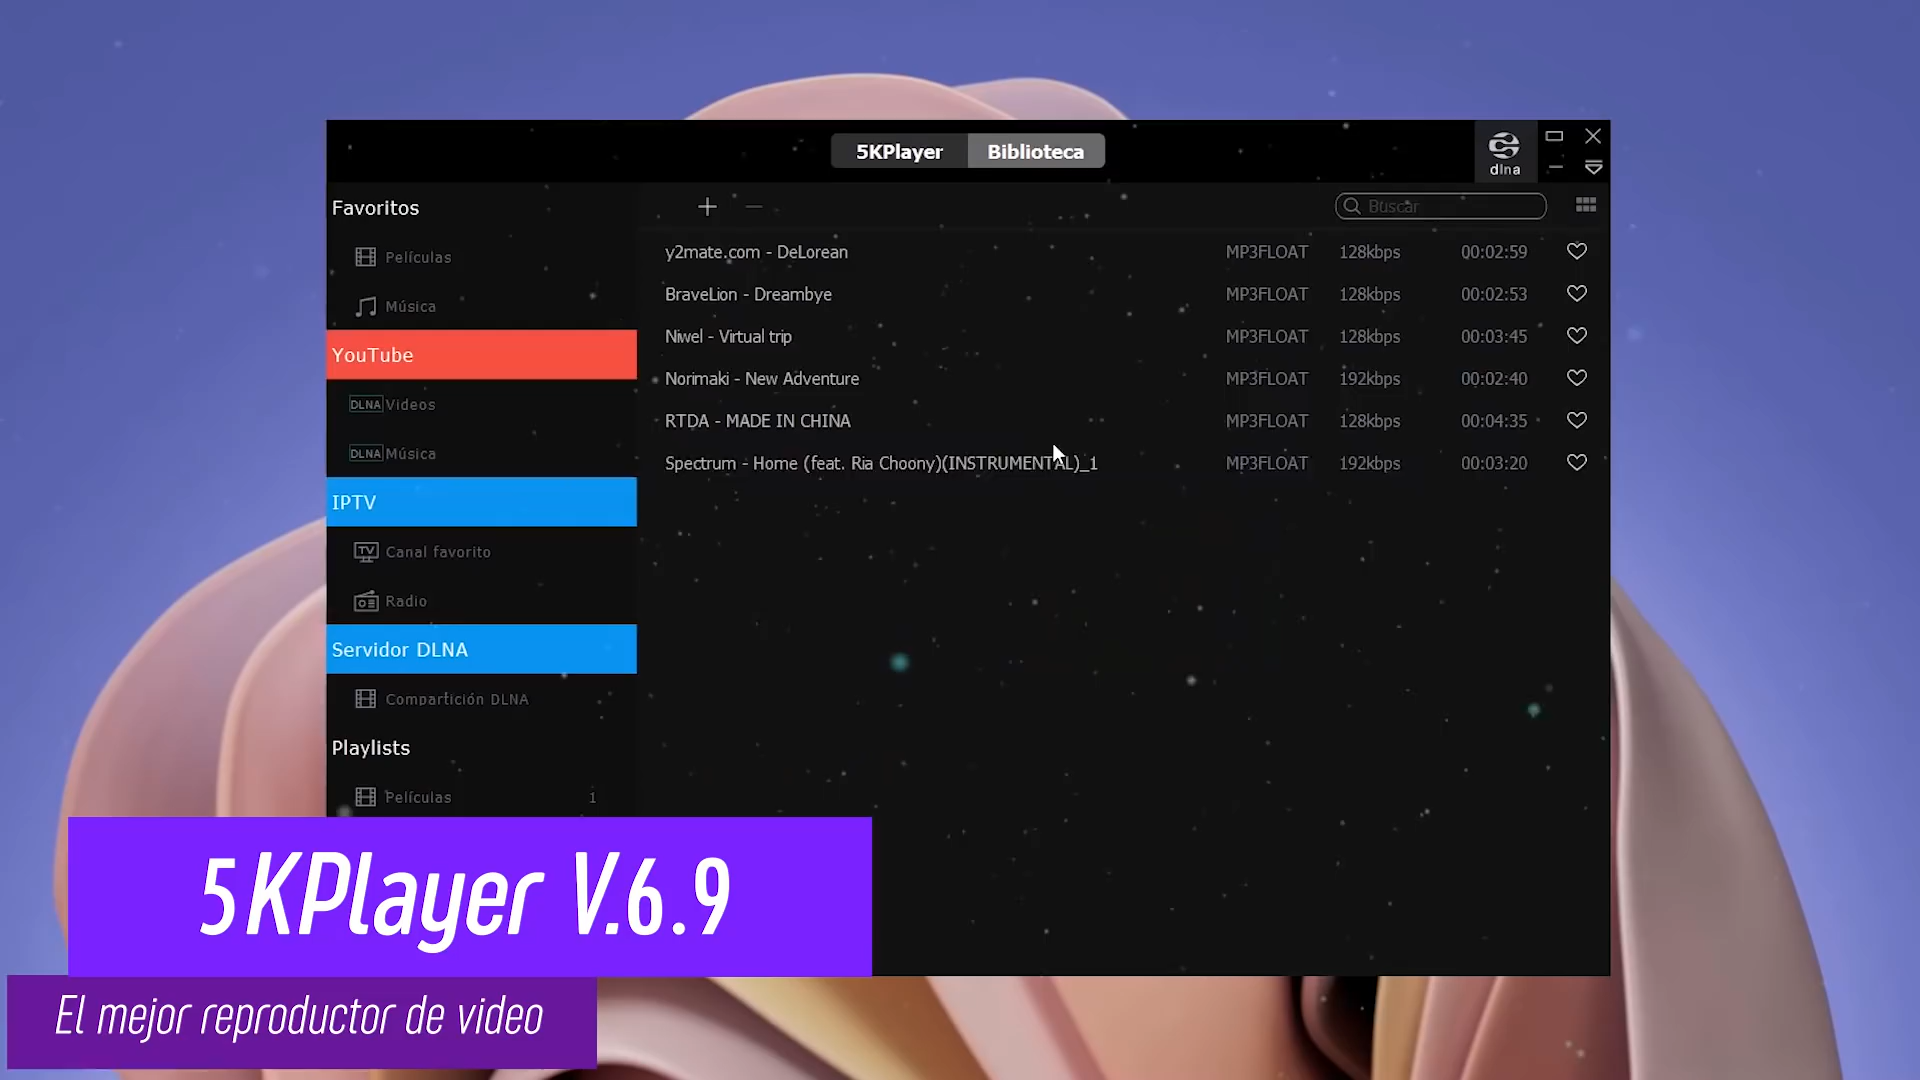 5KPlayer Biblioteca
dlna
Favoritos
Buscar
Películas
Música
YouTube
DLNA Videos
DLNA Música
IPTV
TV Canal favorito
Radio
Servidor DLNA
Compartición DLNA
Playlists
Películas 1
y2mate.com - DeLorean MP3FLOAT 128kbps 00:02:59
BraveLion - Dreambye MP3FLOAT 128kbps 00:02:53
Niwel - Virtual trip MP3FLOAT 128kbps 00:03:45
Norimaki - New Adventure MP3FLOAT 192kbps 00:02:40
RTDA - MADE IN CHINA MP3FLOAT 128kbps 00:04:35
Spectrum - Home (feat. Ria Choony)(INSTRUMENTAL)_1 MP3FLOAT 192kbps 00:03:20
5KPlayer V.6.9
El mejor reproductor de video